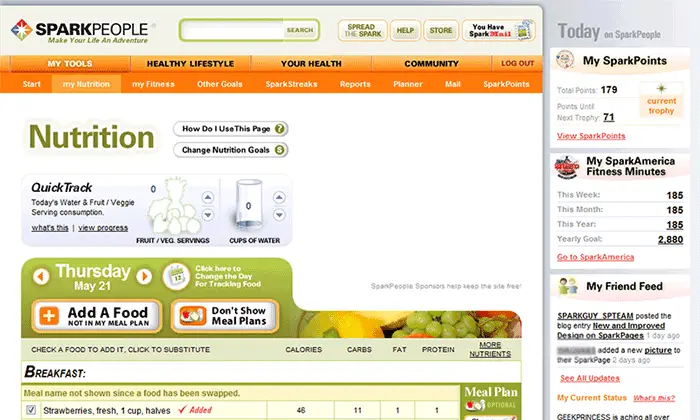 SPARKPEOPLE
Make Your Life An Adventure
SEARCH
SPREAD
THE SPARK
HELP
STORE
You Have
SparkMail
MY TOOLS
HEALTHY LIFESTYLE
YOUR HEALTH
COMMUNITY
LOG OUT
Start
my Nutrition
my Fitness
Other Goals
SparkStreaks
Reports
Planner
Mail
SparkPoints
Nutrition
How Do I Use This Page ?
Change Nutrition Goals
QuickTrack
Today's Water & Fruit / Veggie
Serving consumption.
what's this | view progress
0
FRUIT / VEG. SERVINGS
0
CUPS OF WATER
Thursday
May 21
12
Click here to
Change the Day
For Tracking Food
SparkPeople Sponsors help keep the site free!
Add A Food
NOT IN MY MEAL PLAN
Don't Show
Meal Plans
CHECK A FOOD TO ADD IT, CLICK TO SUBSTITUTE
CALORIES
CARBS
FAT
PROTEIN
MORE
NUTRIENTS
BREAKFAST:
Meal name not shown since a food has been swapped.
Meal Plan
OPTIONAL
Strawberries, fresh, 1 cup, halves
Added
46
11
1
1
Today on SparkPeople
My SparkPoints
Total Points: 179
Points Until
Next Trophy: 71
current
trophy
View SparkPoints
My SparkAmerica
Fitness Minutes
This Week: 185
This Month: 185
This Year: 185
Yearly Goal: 2,880
Go to SparkAmerica
My Friend Feed
SPARKGUY_SPTEAM posted the
blog entry New and Improved
Design on SparkPages 1 day ago
added a new picture to
their SparkPage 2 days ago
See All Updates
My Current Status What's this?
GEEKPRINCESS is aching all over